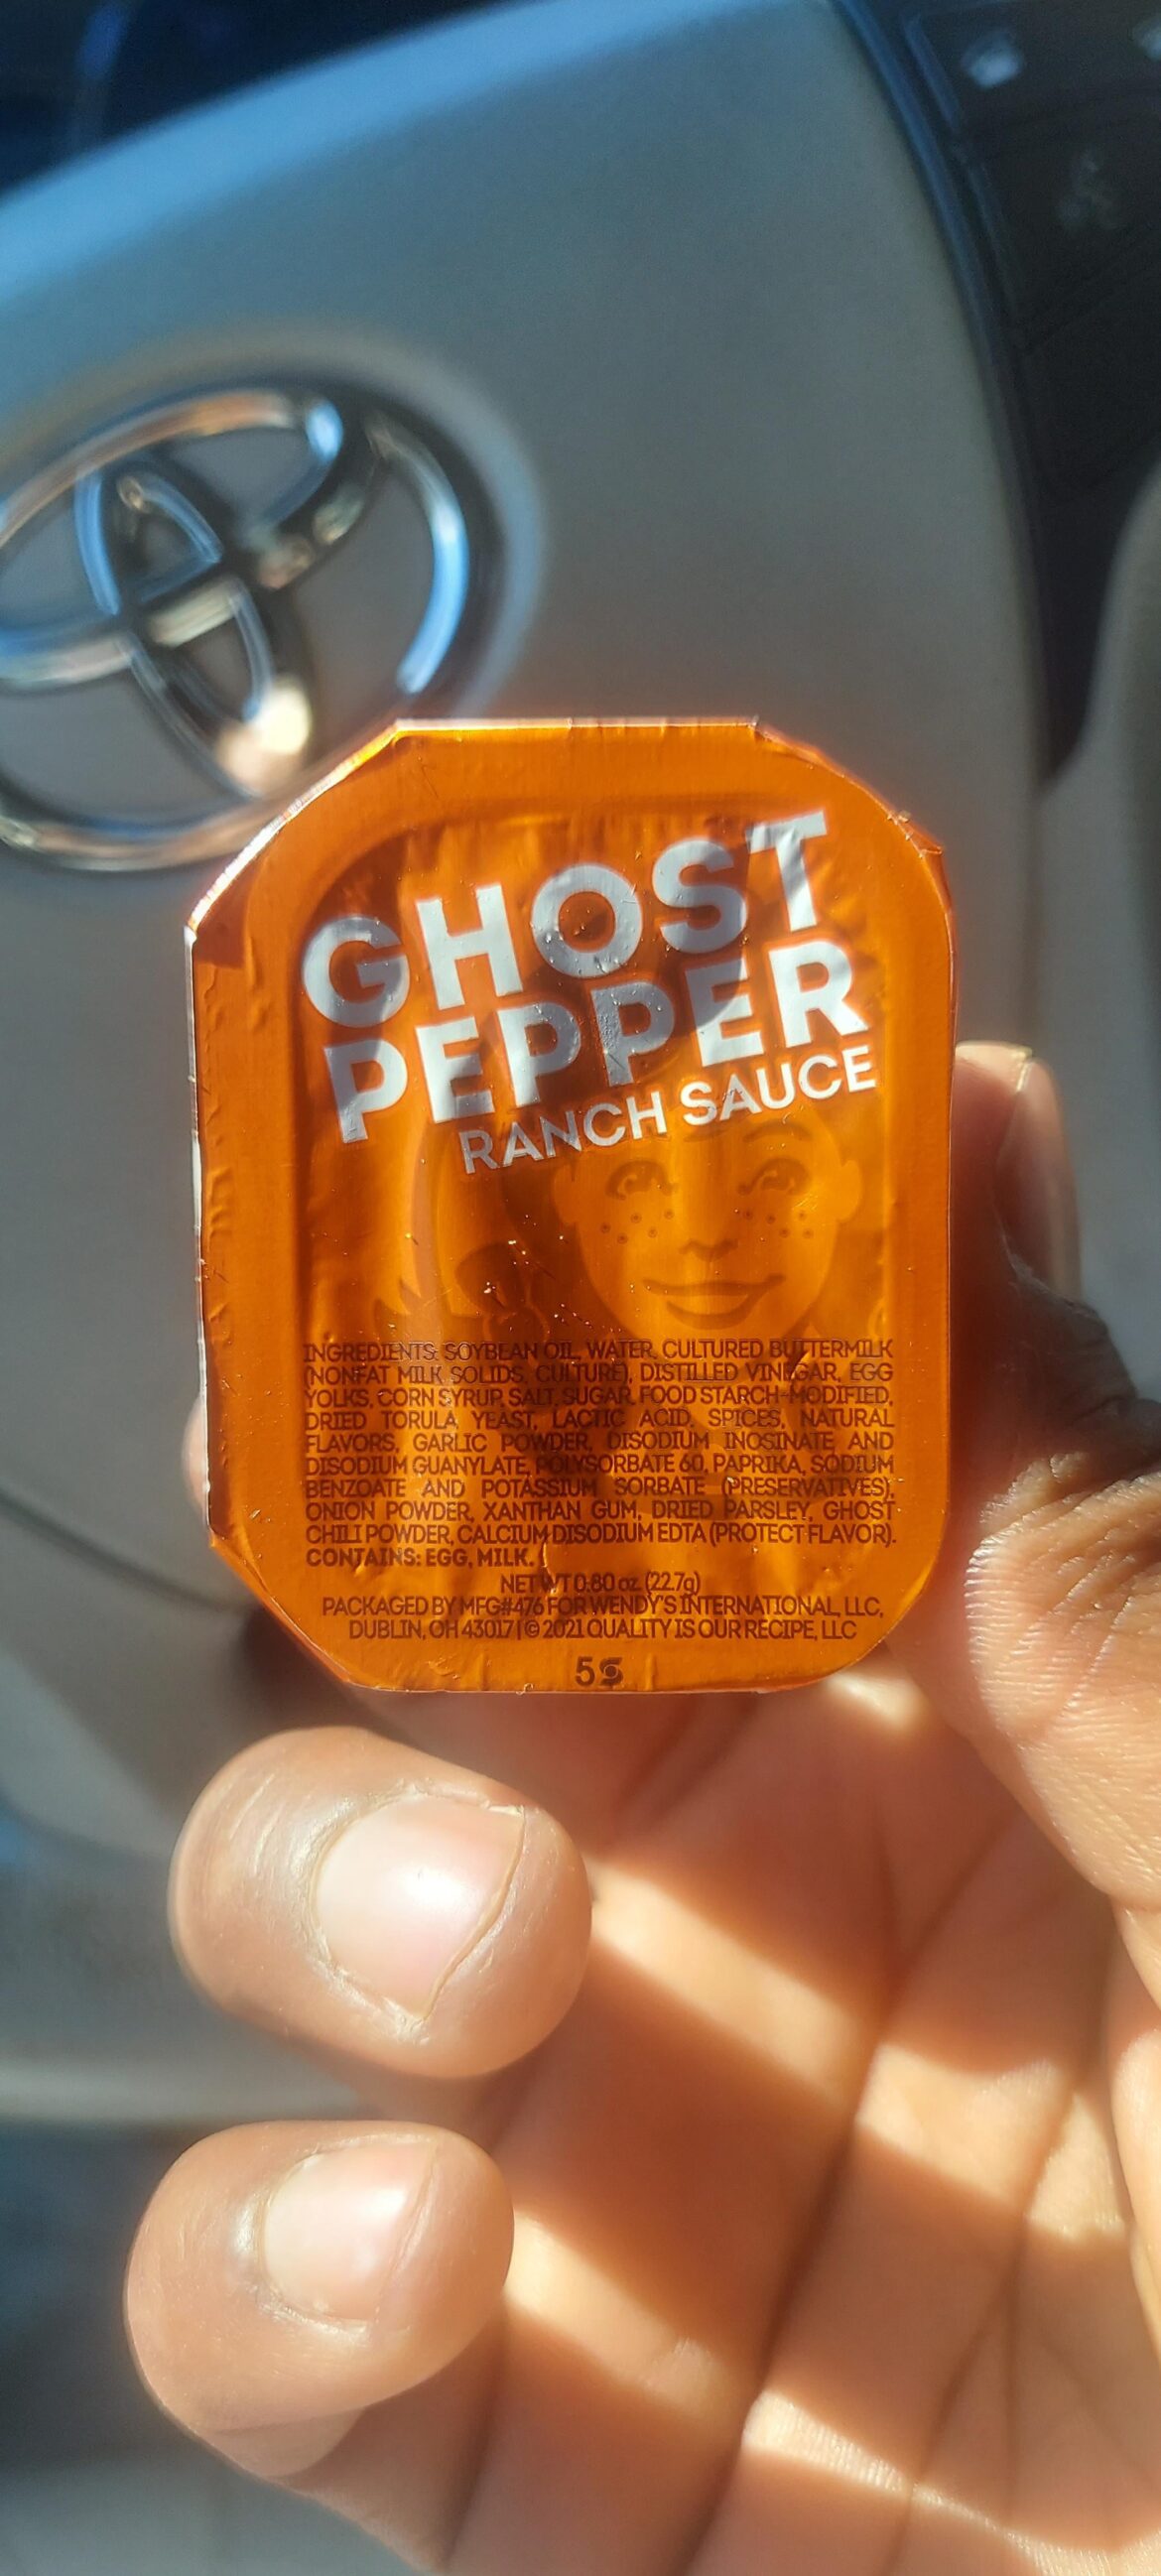 GHOST
PEPPER
RANCH SAUCE
INGREDIENTS: SOYBEAN OIL, WATER, CULTURED BUTTERMILK
(NONFAT MILK SOLIDS, CULTURE), DISTILLED VINEGAR, EGG
YOLKS, CORN SYRUP, SALT, SUGAR, FOOD STARCH-MODIFIED,
DRIED TORULA YEAST, LACTIC ACID, SPICES, NATURAL
FLAVORS, GARLIC POWDER, DISODIUM INOSINATE AND
DISODIUM GUANYLATE, POLYSORBATE 60, PAPRIKA, SODIUM
BENZOATE AND POTASSIUM SORBATE (PRESERVATIVES),
ONION POWDER, XANTHAN GUM, DRIED PARSLEY, GHOST
CHILI POWDER, CALCIUM DISODIUM EDTA (PROTECT FLAVOR).
CONTAINS: EGG, MILK.
NET WT 0.80 oz (22.7g)
PACKAGED BY MFG#476 FOR WENDY'S INTERNATIONAL, LLC,
DUBLIN, OH 43017 | © 2021 QUALITY IS OUR RECIPE, LLC